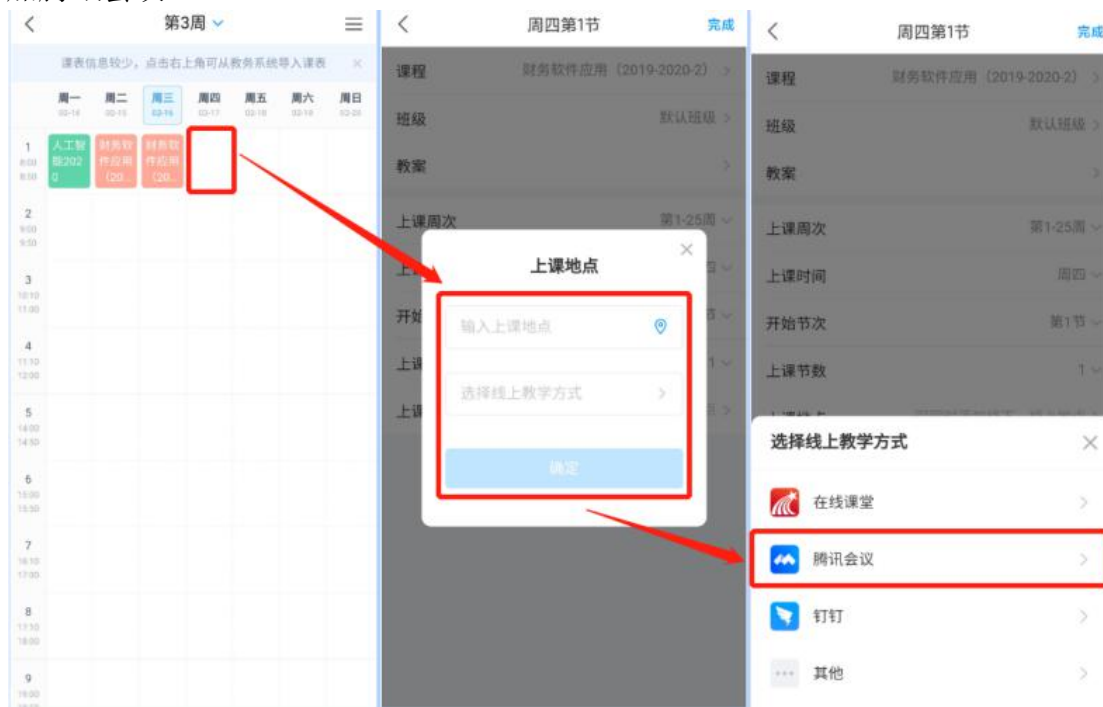 第3周
课表信息较少，点击右上角可从教务系统导入课表 ×
周一 周二 周三 周四 周五 周六 周日
02-14 02-15 02-16 02-17 02-18 02-19 02-20
1
8:00
8:50
人工智能2020
财务软件应用（20...
财务软件应用（20...
2
9:00
9:50
3
10:10
11:00
4
11:10
12:00
5
14:00
14:50
6
15:00
15:50
7
16:10
17:00
8
17:10
18:00
9
19:00
周四第1节 完成
课程 财务软件应用（2019-2020-2）
班级 默认班级
教案
上课周次 第1-25周
上课地点
输入上课地点
选择线上教学方式
确定
周四第1节 完成
课程 财务软件应用（2019-2020-2）
班级 默认班级
教案
上课周次 第1-25周
上课时间 周四
开始节次 第1节
上课节数 1
选择线上教学方式
在线课堂
腾讯会议
钉钉
其他